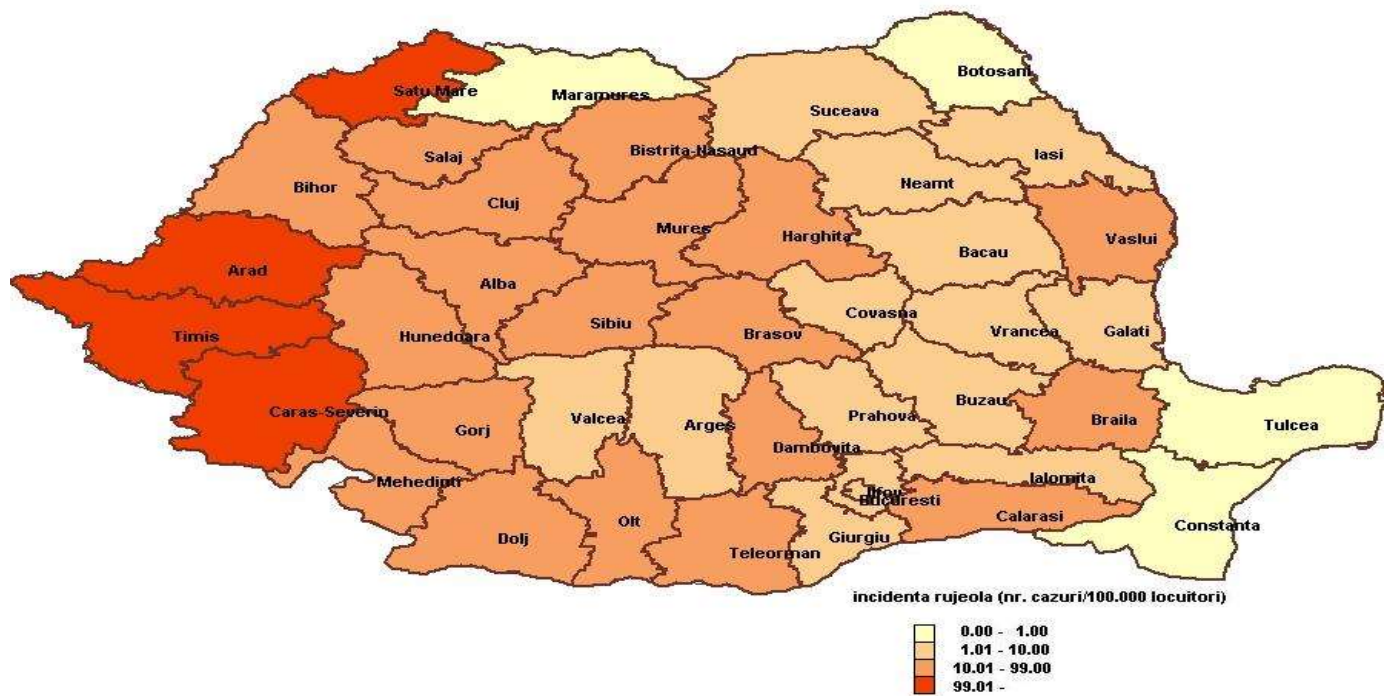 Botosani
Satu Mare
Maramures
Suceava
Iasi
Salaj
Bistrita-Nasaud
Neamt
Bihor
Cluj
Mures
Harghita
Vaslui
Bacau
Arad
Alba
Covasna
Sibiu
Brasov
Vrancea
Galati
Timis
Hunedoara
Buzau
Caras-Severin
Valcea
Prahova
Braila
Tulcea
Gorj
Arges
Dambovita
Mehedinti
Ialomita
Ilfov
Bucuresti
Calarasi
Olt
Constanta
Dolj
Giurgiu
Teleorman
incidenta rujeola (nr. cazuri/100.000 locuitori)
0.00 - 1.00
1.01 - 10.00
10.01 - 99.00
99.01 -